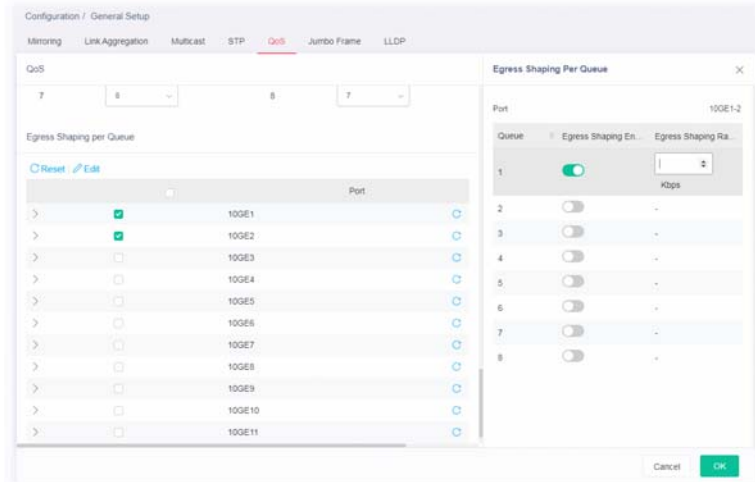 Configuration / General Setup
Mirroring Link Aggregation Multicast STP QoS Jumbo Frame LLDP
QoS
7 8 8 7
Egress Shaping per Queue
Reset Edit
Port
10GE1
10GE2
10GE3
10GE4
10GE5
10GE6
10GE7
10GE8
10GE9
10GE10
10GE11
Egress Shaping Per Queue
Port 10GE1-2
Queue Egress Shaping En... Egress Shaping Ra...
1
Kbps
2 -
3 -
4 -
5 -
6 -
7 -
8 -
Cancel OK